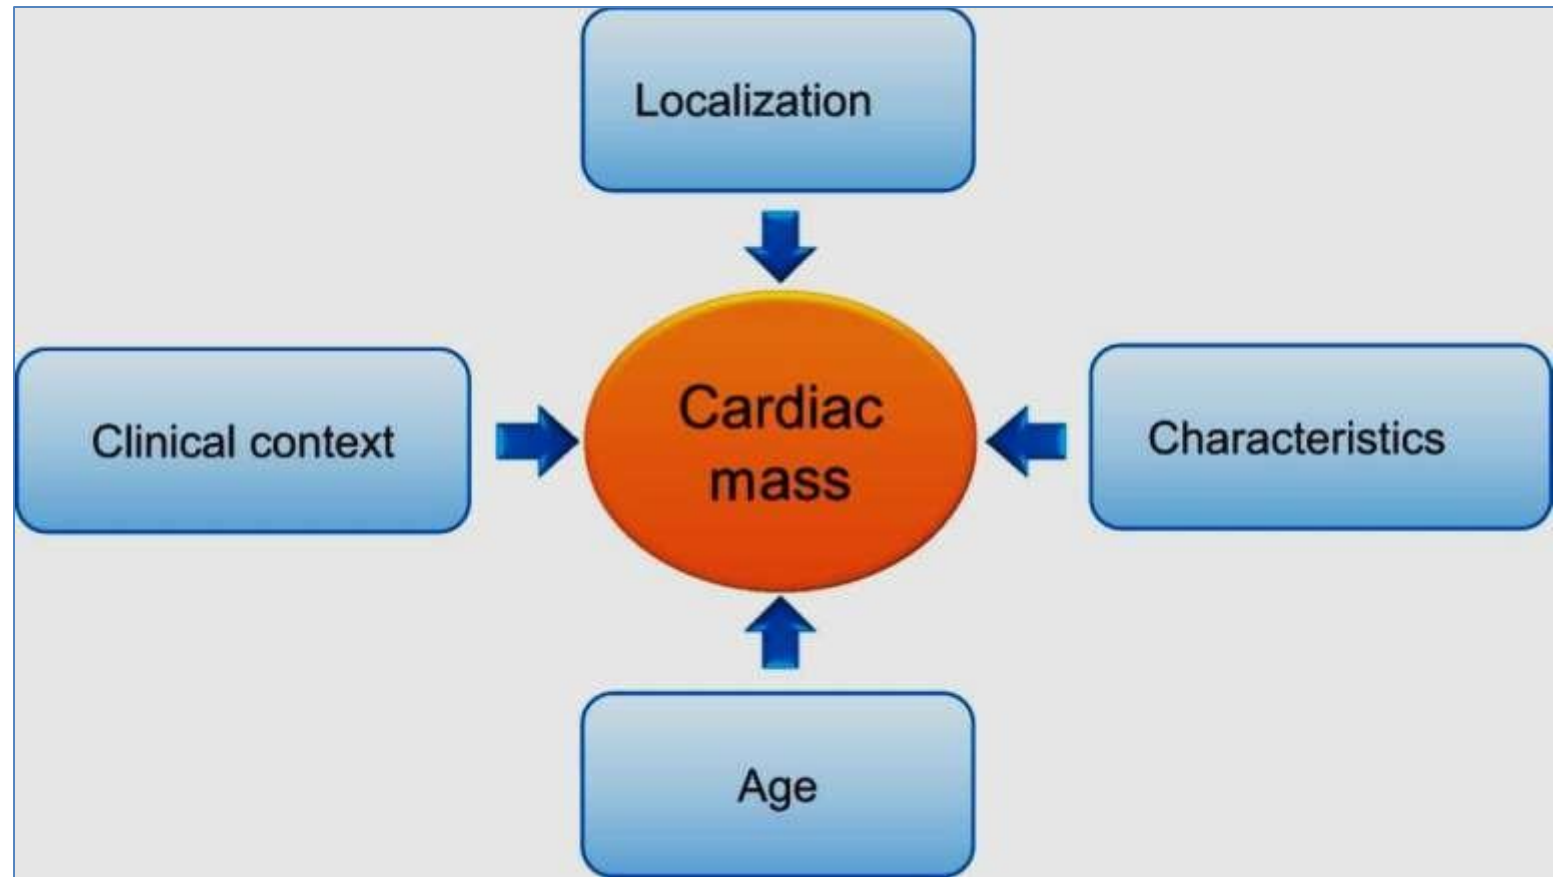 Localization
Clinical context
Cardiac
mass
Characteristics
Age